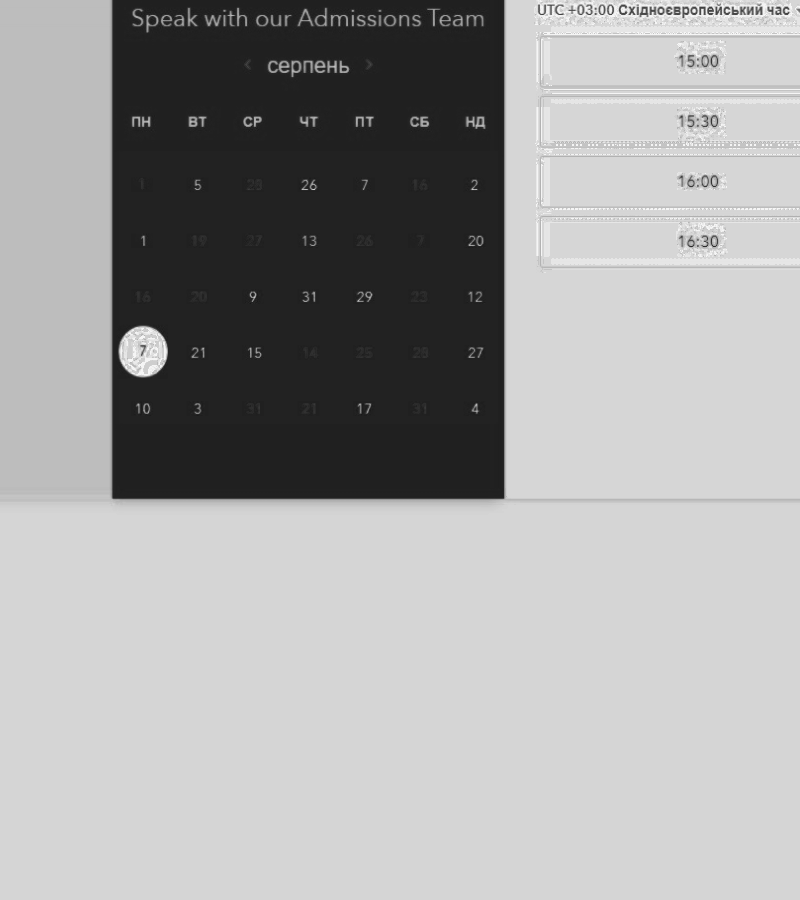 Speak with our Admissions Team
серпень
ПН ВТ СР ЧТ ПТ СБ НД
1 5 28 26 7 16 2
1 19 27 13 26 7 20
16 20 9 31 29 23 12
7 21 15 14 25 28 27
10 3 31 21 17 31 4
UTC +03:00 Східноєвропейський час
15:00
15:30
16:00
16:30